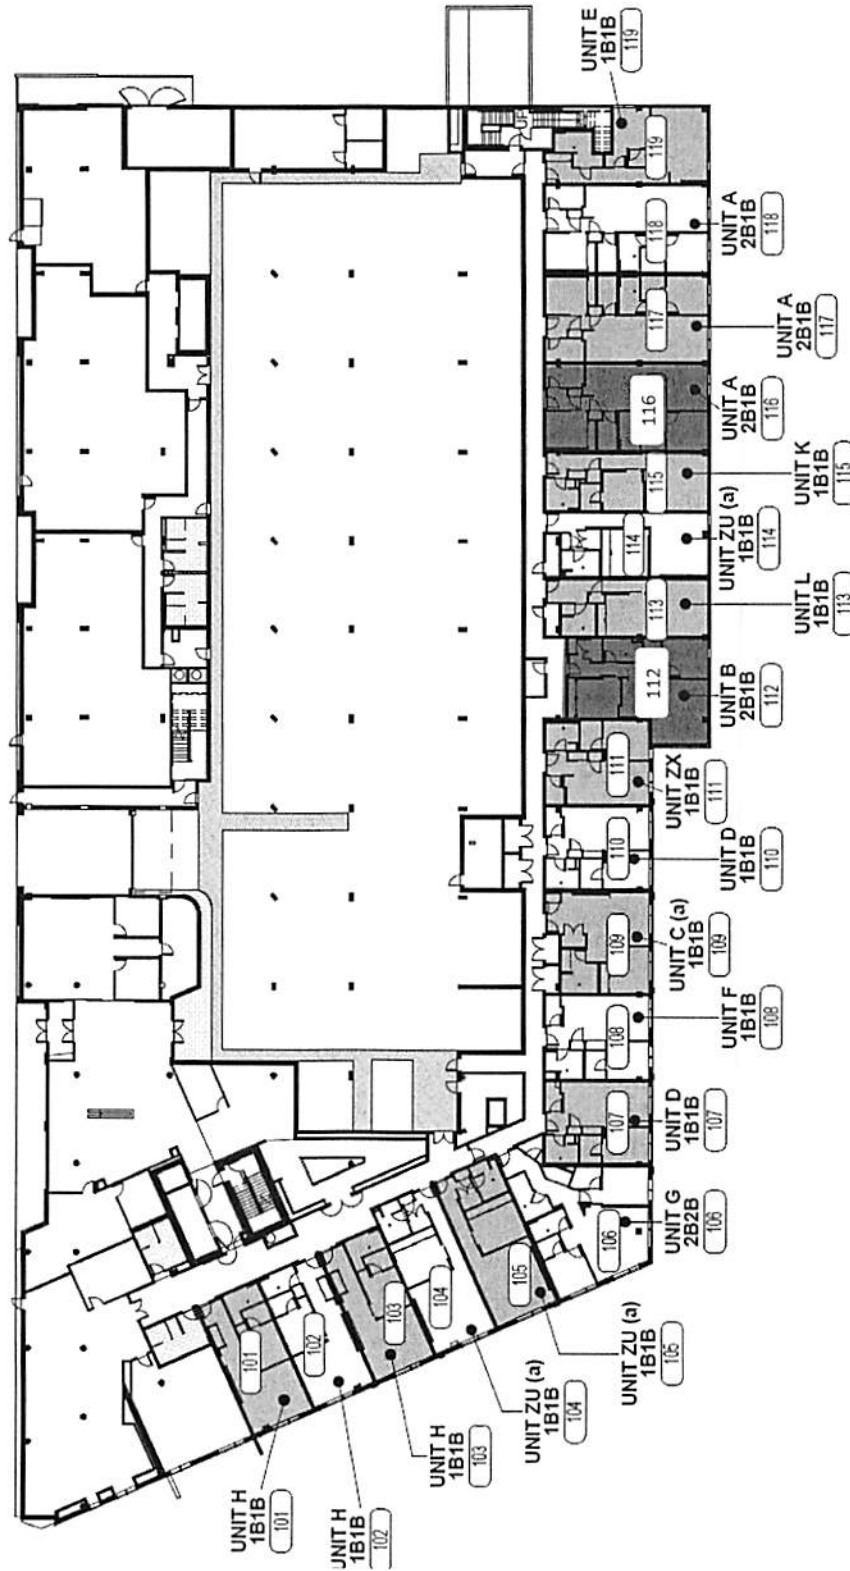 UNIT E
1B1B
119
119
UNIT A
2B1B
118
118
UNIT A
2B1B
117
117
UNIT A
2B1B
116
116
UNIT K
1B1B
115
115
UNIT ZU (a)
1B1B
114
114
UNIT L
1B1B
113
113
UNIT B
2B1B
112
112
UNIT ZX
1B1B
111
111
UNIT D
1B1B
110
110
UNIT C (a)
1B1B
109
109
UNIT F
1B1B
108
108
UNIT D
1B1B
107
107
UNIT G
2B2B
106
106
UNIT ZU (a)
1B1B
105
105
UNIT ZU (a)
1B1B
104
104
UNIT H
1B1B
103
103
UNIT H
1B1B
102
102
UNIT H
1B1B
101
101